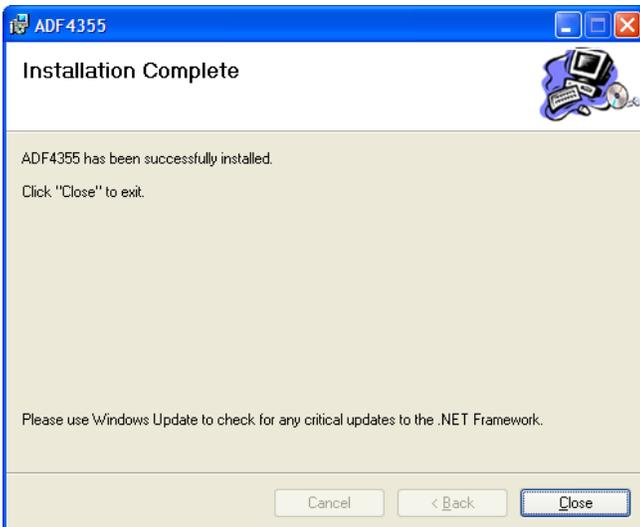 ADF4355
Installation Complete
ADF4355 has been successfully installed.
Click "Close" to exit.
Please use Windows Update to check for any critical updates to the .NET Framework.
Cancel
< Back
Close